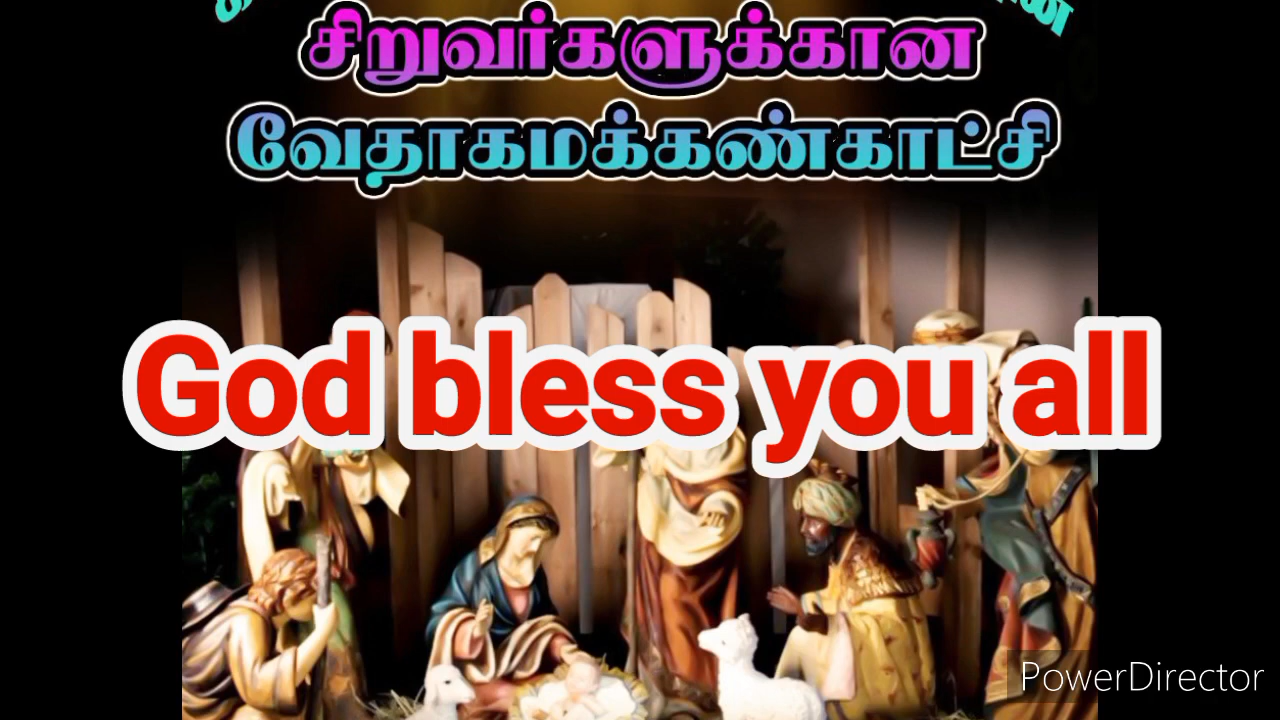 சிறுவர்களுக்கான
வேதாகமக்கண்காட்சி
God bless you all
PowerDirector